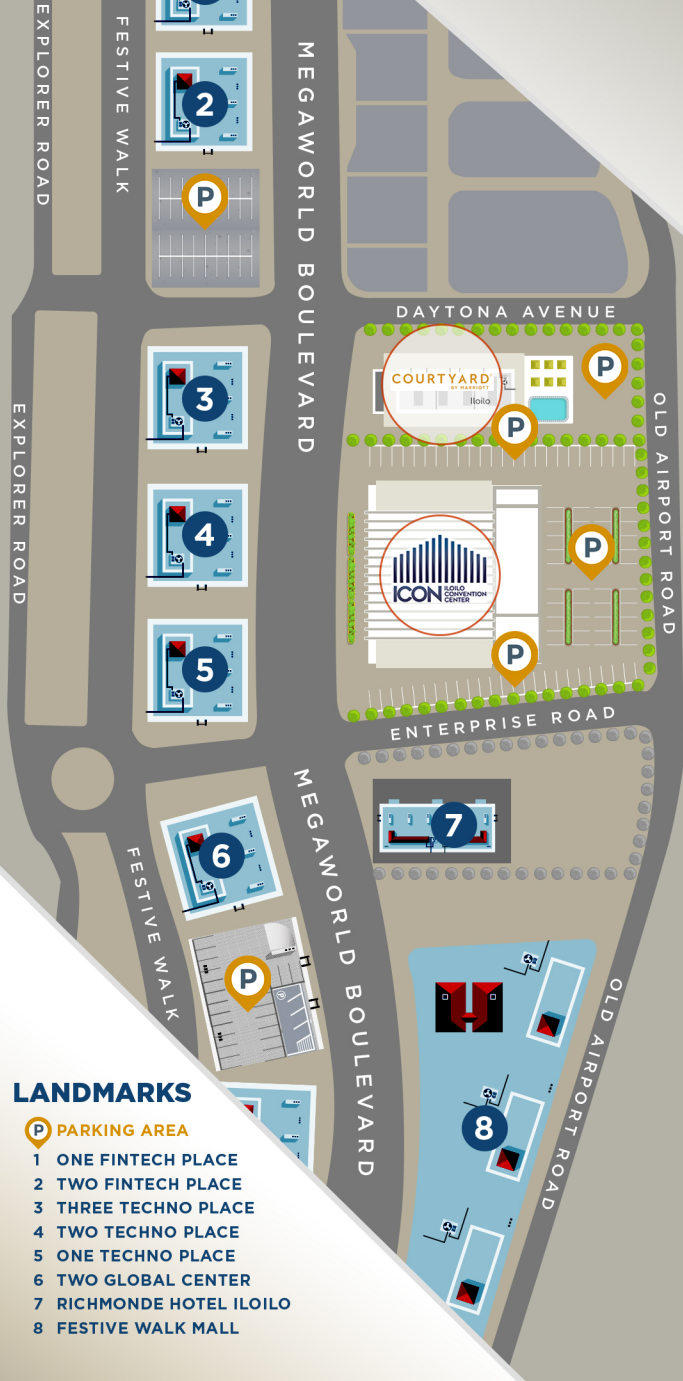 EXPLORER ROAD
FESTIVE WALK
MEGAWORLD BOULEVARD
2
P
DAYTONA AVENUE
3
COURTYARD
BY MARRIOTT
Iloilo
P
P
EXPLORER ROAD
OLD AIRPORT ROAD
4
P
ICON
ILOILO
CONVENTION
CENTER
5
P
ENTERPRISE ROAD
MEGAWORLD BOULEVARD
7
6
FESTIVE WALK
P
P
OLD AIRPORT ROAD
8
LANDMARKS
P PARKING AREA
1 ONE FINTECH PLACE
2 TWO FINTECH PLACE
3 THREE TECHNO PLACE
4 TWO TECHNO PLACE
5 ONE TECHNO PLACE
6 TWO GLOBAL CENTER
7 RICHMONDE HOTEL ILOILO
8 FESTIVE WALK MALL